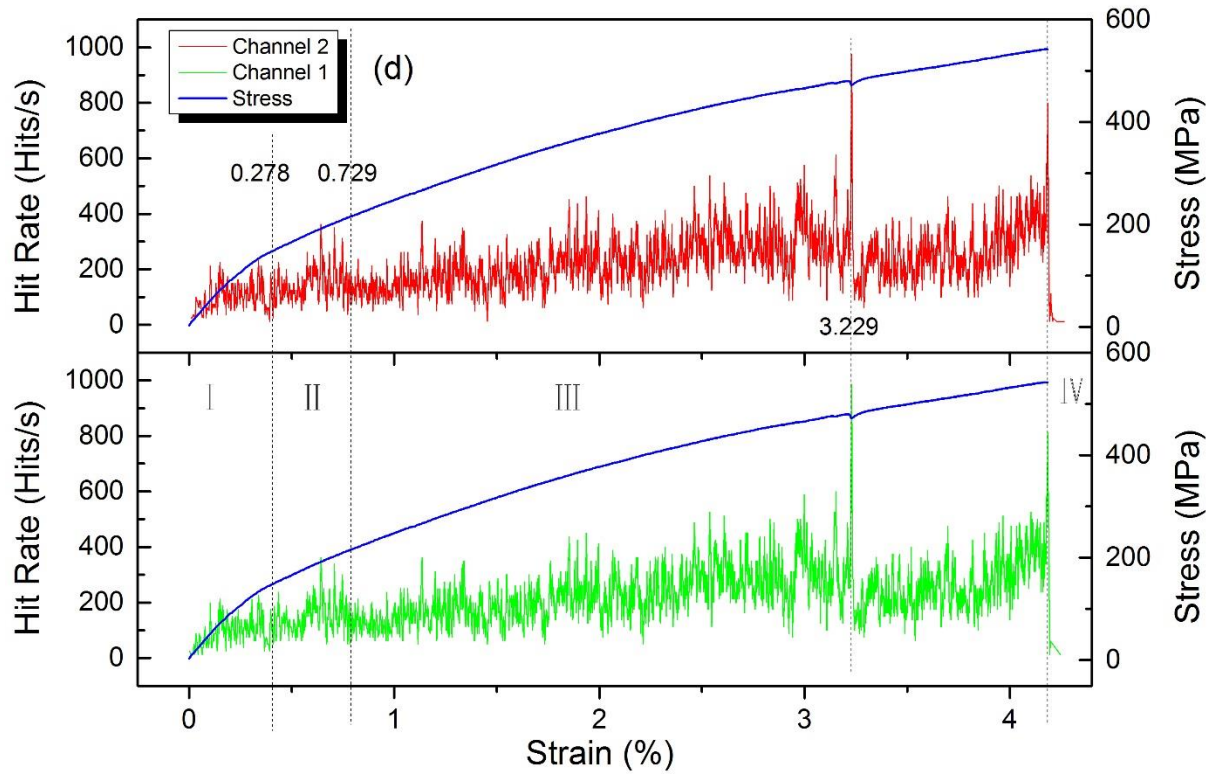 Channel 2
Channel 1
Stress
(d)
Hit Rate (Hits/s)
1000
800
600
400
200
0
0.278
0.729
3.229
600
400
200
0
Stress (MPa)
Hit Rate (Hits/s)
1000
800
600
400
200
0
I
II
III
IV
600
400
200
0
Stress (MPa)
0 1 2 3 4
Strain (%)